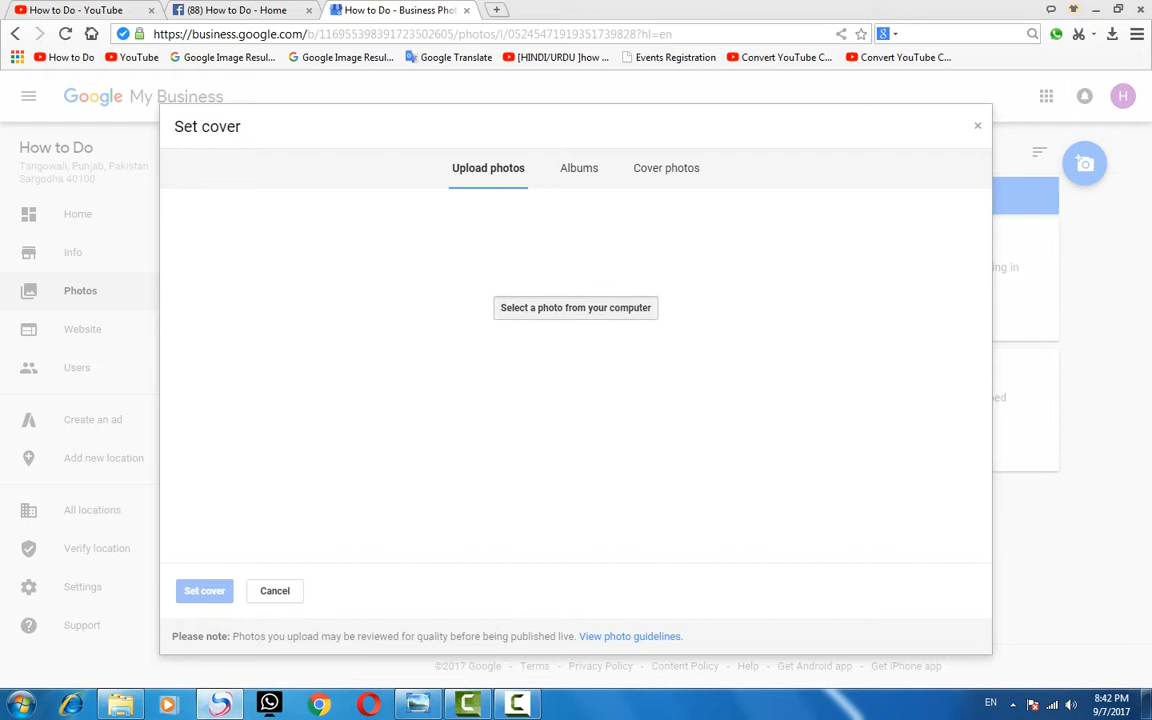 How to Do - YouTube
(88) How to Do - Home
How to Do - Business Phot
https://business.google.com/b/116955398391723502605/photos/l/05245471919351739828?hl=en
How to Do
YouTube
Google Image Resul...
Google Image Resul...
Google Translate
[HINDI/URDU ]how ...
Events Registration
Convert YouTube C...
Convert YouTube C...
Google My Business
H
Set cover
×
How to Do
Tangowali, Punjab, Pakistan
Sargodha 40100
Upload photos
Albums
Cover photos
Home
Info
ing in
Photos
Select a photo from your computer
Website
Users
ed
Create an ad
Add new location
All locations
Verify location
Settings
Set cover
Cancel
Support
Please note: Photos you upload may be reviewed for quality before being published live. View photo guidelines.
©2017 Google - Terms - Privacy Policy - Content Policy - Help - Get Android app - Get iPhone app
EN
8:42 PM
9/7/2017